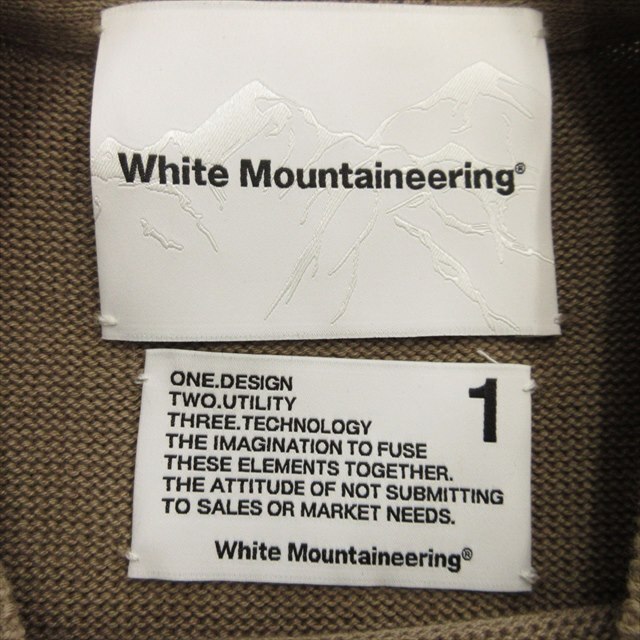 White Mountaineering®
ONE.DESIGN
1
TWO.UTILITY
THREE.TECHNOLOGY
THE IMAGINATION TO FUSE
THESE ELEMENTS TOGETHER.
THE ATTITUDE OF NOT SUBMITTING
TO SALES OR MARKET NEEDS.
White Mountaineering®